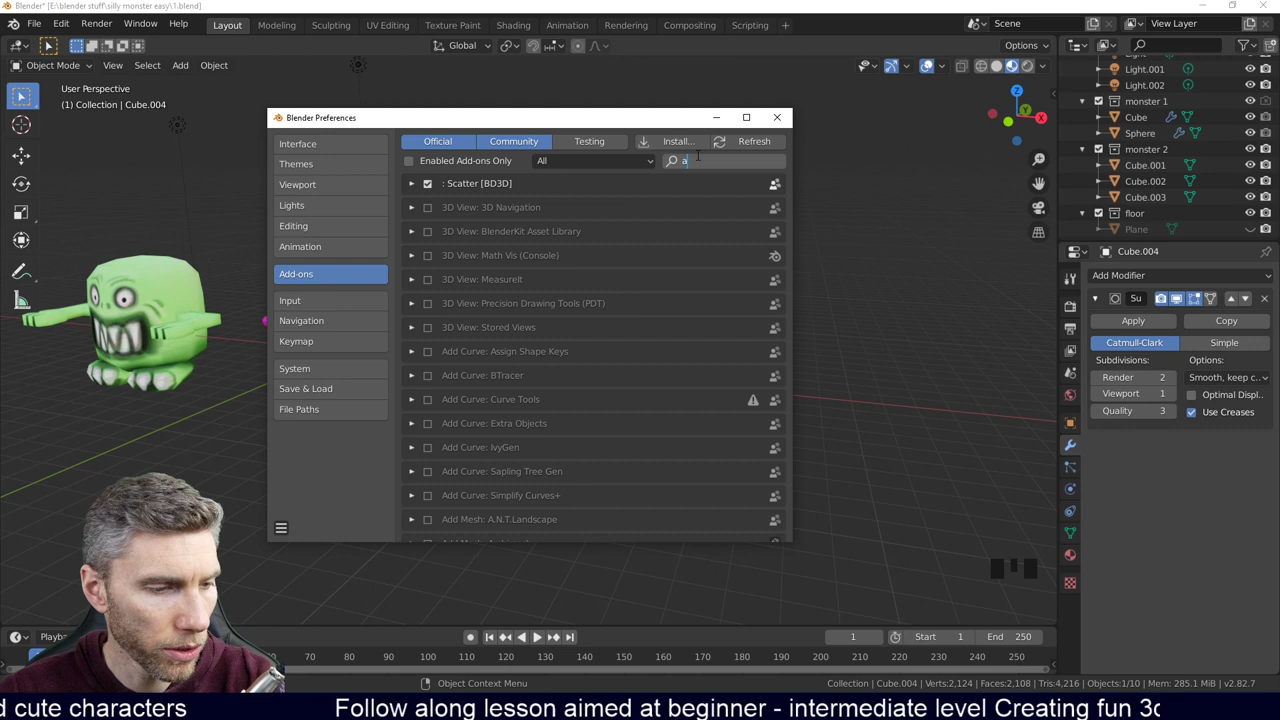 Blender* [E:\blender stuff\silly monster easy\1.blend]
File Edit Render Window Help Layout Modeling Sculpting UV Editing Texture Paint Shading Animation Rendering Compositing Scripting + Scene View Layer
Global Options
Object Mode View Select Add Object
User Perspective
(1) Collection | Cube.004
Z
Y
X
Light
Light.001
Light.002
monster 1
Cube
Sphere
monster 2
Cube.001
Cube.002
Cube.003
floor
Plane
Blender Preferences
Interface
Themes
Viewport
Lights
Editing
Animation
Add-ons
Input
Navigation
Keymap
System
Save & Load
File Paths
Official Community Testing Install... Refresh
Enabled Add-ons Only All a
: Scatter [BD3D]
3D View: 3D Navigation
3D View: BlenderKit Asset Library
3D View: Math Vis (Console)
3D View: MeasureIt
3D View: Precision Drawing Tools (PDT)
3D View: Stored Views
Add Curve: Assign Shape Keys
Add Curve: BTracer
Add Curve: Curve Tools
Add Curve: Extra Objects
Add Curve: IvyGen
Add Curve: Sapling Tree Gen
Add Curve: Simplify Curves+
Add Mesh: A.N.T.Landscape
Cube.004
Add Modifier
Su
Apply Copy
Catmull-Clark Simple
Subdivisions: Options:
Render 2 Smooth, keep c...
Viewport 1 Optimal Displ..
Quality 3 Use Creases
Playba 1 Start 1 End 250
60 70 80 90 100 110 120 130 140 150 160 170 180 190 200 210 220 230 240 250
Object Context Menu Collection | Cube.004 | Verts:2,124 | Faces:2,108 | Tris:4,216 | Objects:1/10 | Mem: 285.1 MiB | v2.82.7
d cute characters Follow along lesson aimed at beginner - intermediate level Creating fun 3d